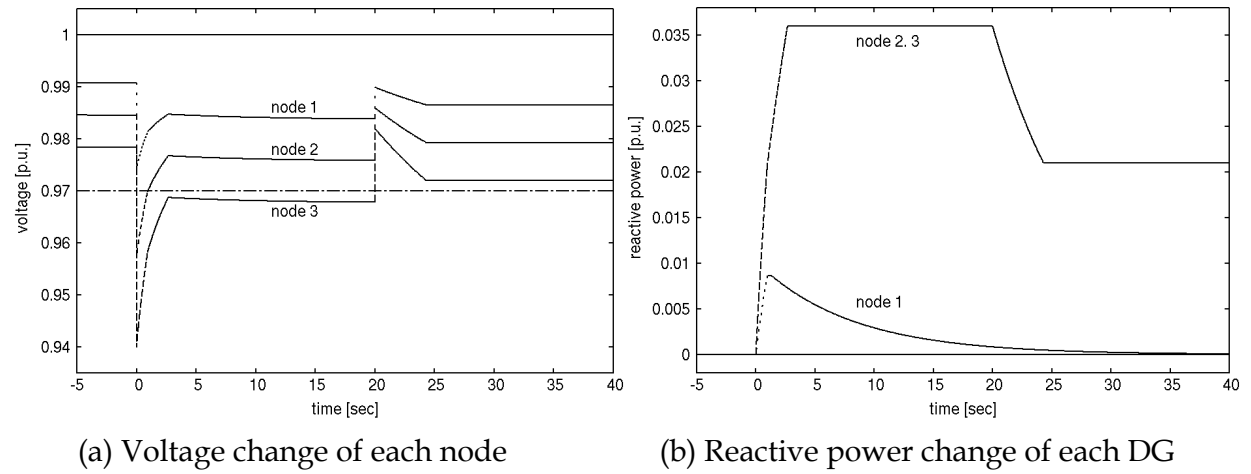 1
0.99
0.98
0.97
0.96
0.95
0.94
voltage [p.u.]
node 1
node 2
node 3
-5 0 5 10 15 20 25 30 35 40
time [sec]
(a) Voltage change of each node
0.035
0.03
0.025
0.02
0.015
0.01
0.005
0
reactive power [p.u.]
node 2. 3
node 1
-5 0 5 10 15 20 25 30 35 40
time [sec]
(b) Reactive power change of each DG